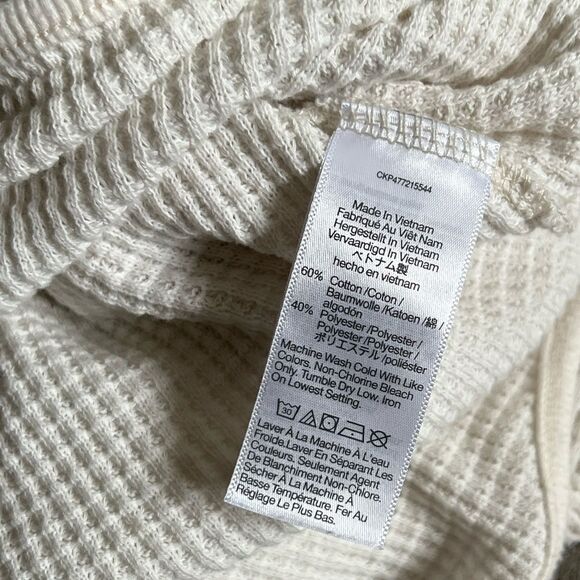 CKP477215544
Made In Vietnam
Fabriqué Au Viêt Nam
Hergestellt In Vietnam
Vervaardigd In Vietnam
ベトナム製
hecho en vietnam
60% Cotton /Coton /
Baumwolle /Katoen /綿 /
algodón
40% Polyester /Polyester /
Polyester /Polyester /
ポリエステル /poliéster
Machine Wash Cold With Like
Colors. Non-Chlorine Bleach
Only. Tumble Dry Low. Iron
On Lowest Setting.
30
Laver À La Machine À L'eau
Froide.Laver En Séparant Les
Couleurs. Seulement Agent
De Blanchiment Non-Chlore.
Sécher À La Machine À
Basse Température. Fer Au
Réglage Le Plus Bas.